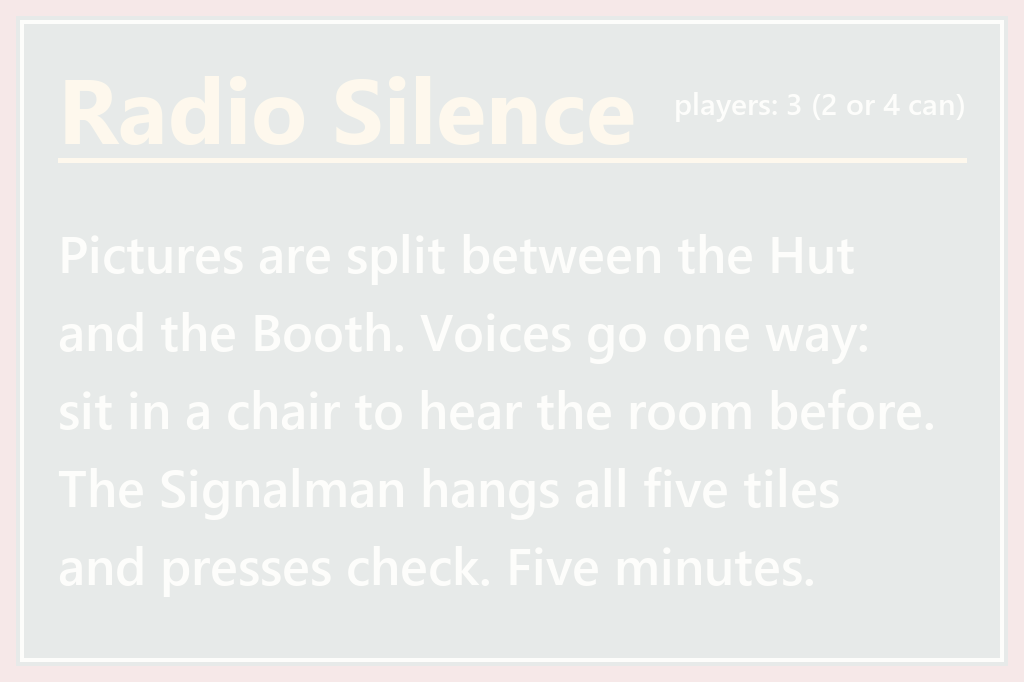 Radio Silence
players: 3 (2 or 4 can)
Pictures are split between the Hut
and the Booth. Voices go one way:
sit in a chair to hear the room before.
The Signalman hangs all five tiles
and presses check. Five minutes.